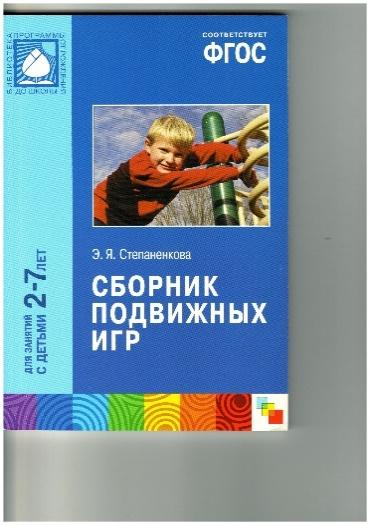 БИБЛИОТЕКА
ПРОГРАММЫ
«ОТ РОЖДЕНИЯ
ДО ШКОЛЫ»
СООТВЕТСТВУЕТ
ФГОС
Э. Я. Степаненкова
СБОРНИК
ПОДВИЖНЫХ
ИГР
ДЛЯ ЗАНЯТИЙ
С ДЕТЬМИ 2-7 ЛЕТ